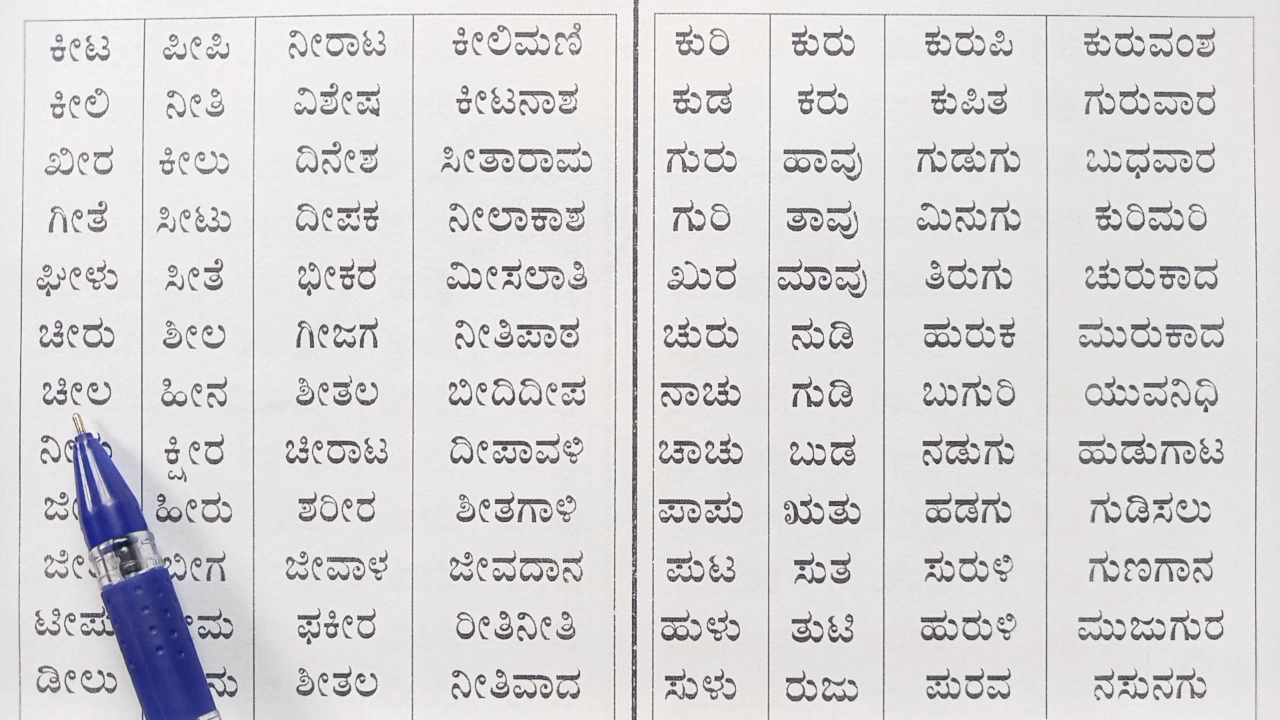 ಕೀಟ ಪೀಪಿ ನೀರಾಟ ಕೀಲಿಮಣಿ ಕುರಿ ಕುರು ಕುರುಪಿ ಕುರುವಂಶ
ಕೀಲಿ ನೀತಿ ವಿಶೇಷ ಕೀಟನಾಶ ಕುಡ ಕರು ಕುಪಿತ ಗುರುವಾರ
ಖೀರ ಕೀಲು ದಿನೇಶ ಸೀತಾರಾಮ ಗುರು ಹಾವು ಗುಡುಗು ಬುಧವಾರ
ಗೀತೆ ಸೀಟು ದೀಪಕ ನೀಲಾಕಾಶ ಗುರಿ ತಾವು ಮಿನುಗು ಕುರಿಮರಿ
ಘೀಳು ಸೀತೆ ಭೀಕರ ಮೀಸಲಾತಿ ಖುರ ಮಾವು ತಿರುಗು ಚುರುಕಾದ
ಚೀರು ಶೀಲ ಗೀಜಗ ನೀತಿಪಾಠ ಚುರು ನುಡಿ ಹುರುಕ ಮುರುಕಾದ
ಚೀಲ ಹೀನ ಶೀತಲ ಬೀದಿದೀಪ ನಾಚು ಗುಡಿ ಬುಗುರಿ ಯುವನಿಧಿ
ಕ್ಷೀರ ಚೀರಾಟ ದೀಪಾವಳಿ ಚಾಚು ಬುಡ ನಡುಗು ಹುಡುಗಾಟ
ಹೀರು ಶರೀರ ಶೀತಗಾಳಿ ಪಾಪು ಋತು ಹಡಗು ಗುಡಿಸಲು
ಬೀಗ ಜೀವಾಳ ಜೀವದಾನ ಪುಟ ಸುತ ಸುರುಳಿ ಗುಣಗಾನ
ಟೀಪು ಫಕೀರ ರೀತಿನೀತಿ ಹುಳು ತುಟಿ ಹುರುಳಿ ಮುಜುಗುರ
ಡೀಲು ಶೀತಲ ನೀತಿವಾದ ಸುಳು ರುಜು ಪುರವ ನಸುನಗು